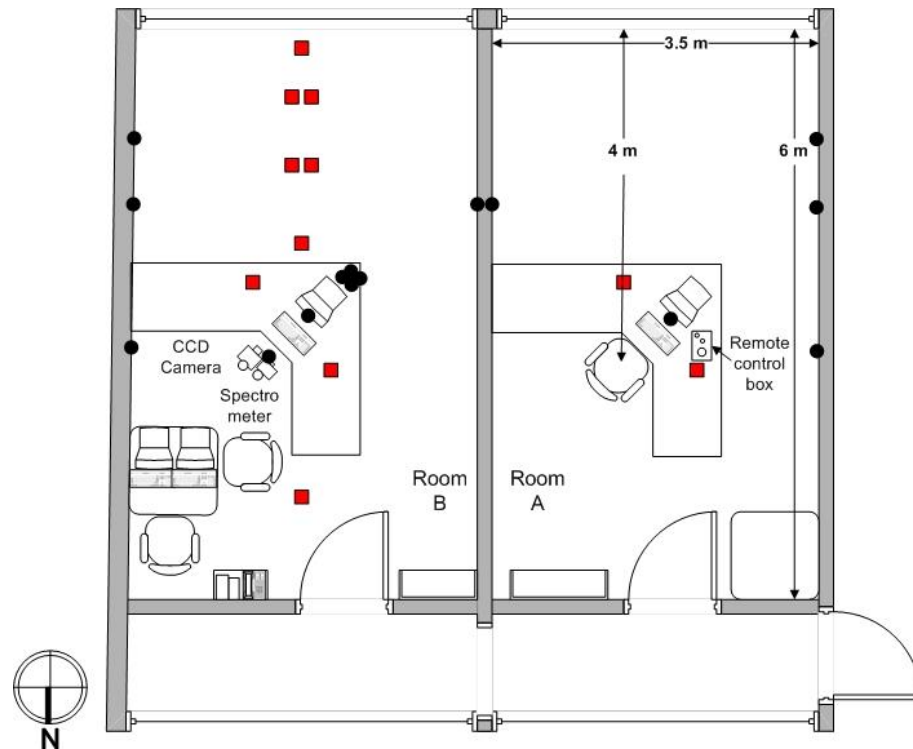 3.5 m
4 m
6 m
CCD
Camera
Spectro
meter
Remote
control
box
Room
B
Room
A
N